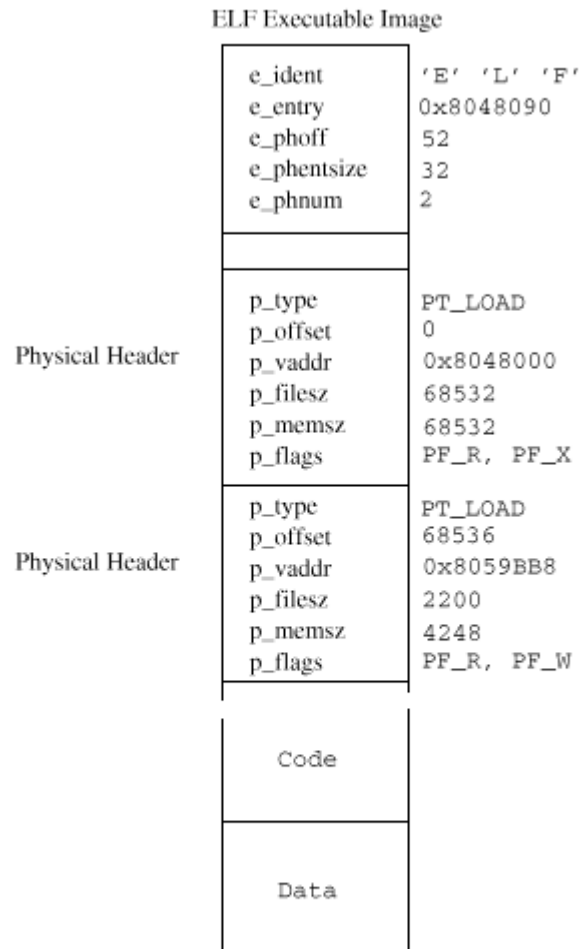 ELF Executable Image
e_ident 'E' 'L' 'F'
e_entry 0x8048090
e_phoff 52
e_phentsize 32
e_phnum 2
p_type PT_LOAD
p_offset 0
Physical Header p_vaddr 0x8048000
p_filesz 68532
p_memsz 68532
p_flags PF_R, PF_X
p_type PT_LOAD
p_offset 68536
Physical Header p_vaddr 0x8059BB8
p_filesz 2200
p_memsz 4248
p_flags PF_R, PF_W
Code
Data